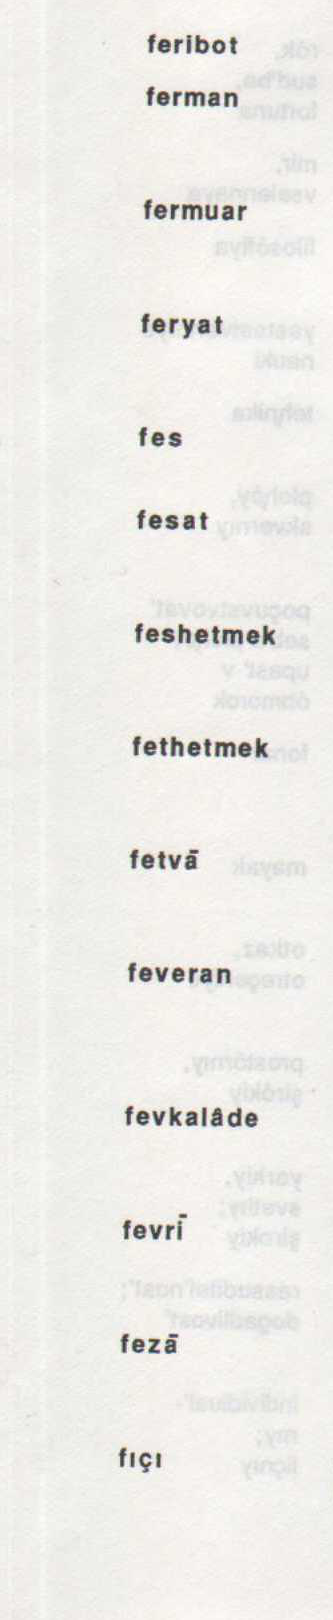 feribot
ferman
fermuar
feryat
fes
fesat
feshetmek
fethetmek
fetvā
feveran
fevkalâde
fevrī
fezā
fıçı